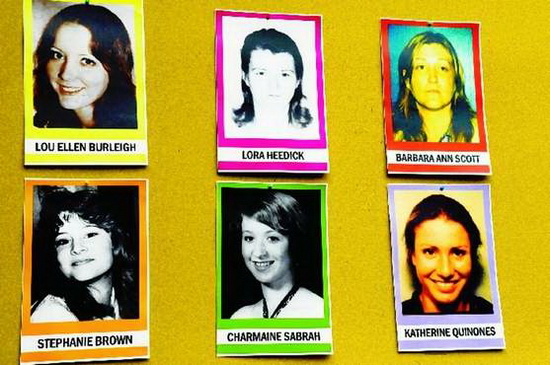 LOU ELLEN BURLEIGH
LORA HEEDICK
BARBARA ANN SCOTT
STEPHANIE BROWN
CHARMAINE SABRAH
KATHERINE QUINONES